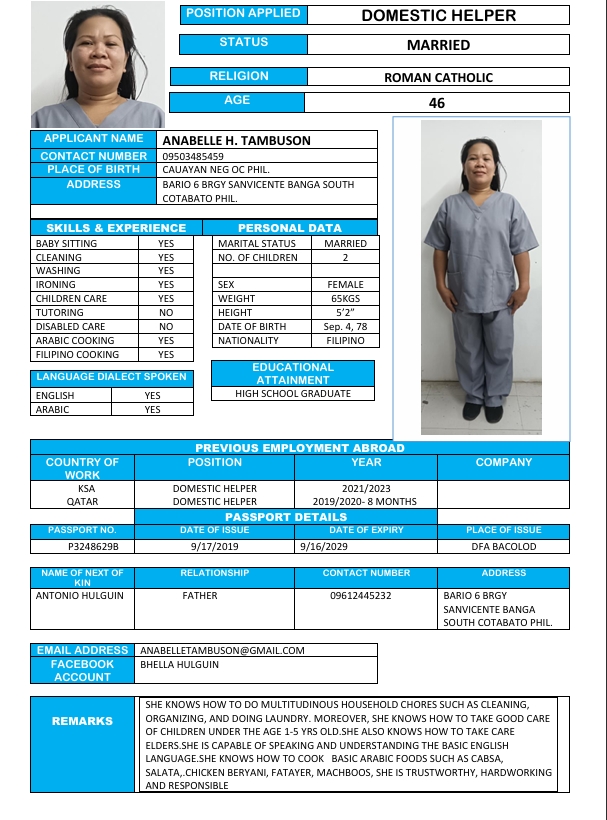 POSITION APPLIED DOMESTIC HELPER
STATUS MARRIED
RELIGION ROMAN CATHOLIC
AGE 46
APPLICANT NAME ANABELLE H. TAMBUSON
CONTACT NUMBER 09503485459
PLACE OF BIRTH CAUAYAN NEG OC PHIL.
ADDRESS BARIO 6 BRGY SANVICENTE BANGA SOUTH
COTABATO PHIL.
SKILLS & EXPERIENCE PERSONAL DATA
BABY SITTING YES MARITAL STATUS MARRIED
CLEANING YES NO. OF CHILDREN 2
WASHING YES
IRONING YES SEX FEMALE
CHILDREN CARE YES WEIGHT 65KGS
TUTORING NO HEIGHT 5’2”
DISABLED CARE NO DATE OF BIRTH Sep. 4, 78
ARABIC COOKING YES NATIONALITY FILIPINO
FILIPINO COOKING YES
EDUCATIONAL
ATTAINMENT
LANGUAGE DIALECT SPOKEN
HIGH SCHOOL GRADUATE
ENGLISH YES
ARABIC YES
PREVIOUS EMPLOYMENT ABROAD
COUNTRY OF POSITION YEAR COMPANY
WORK
KSA DOMESTIC HELPER 2021/2023
QATAR DOMESTIC HELPER 2019/2020- 8 MONTHS
PASSPORT DETAILS
PASSPORT NO. DATE OF ISSUE DATE OF EXPIRY PLACE OF ISSUE
P3248629B 9/17/2019 9/16/2029 DFA BACOLOD
NAME OF NEXT OF RELATIONSHIP CONTACT NUMBER ADDRESS
KIN
ANTONIO HULGUIN FATHER 09612445232 BARIO 6 BRGY
SANVICENTE BANGA
SOUTH COTABATO PHIL.
EMAIL ADDRESS ANABELLETAMBUSON@GMAIL.COM
FACEBOOK BHELLA HULGUIN
ACCOUNT
REMARKS
SHE KNOWS HOW TO DO MULTITUDINOUS HOUSEHOLD CHORES SUCH AS CLEANING,
ORGANIZING, AND DOING LAUNDRY. MOREOVER, SHE KNOWS HOW TO TAKE GOOD CARE
OF CHILDREN UNDER THE AGE 1-5 YRS OLD.SHE ALSO KNOWS HOW TO TAKE CARE
ELDERS.SHE IS CAPABLE OF SPEAKING AND UNDERSTANDING THE BASIC ENGLISH
LANGUAGE.SHE KNOWS HOW TO COOK BASIC ARABIC FOODS SUCH AS CABSA,
SALATA,.CHICKEN BERYANI, FATAYER, MACHBOOS, SHE IS TRUSTWORTHY, HARDWORKING
AND RESPONSIBLE